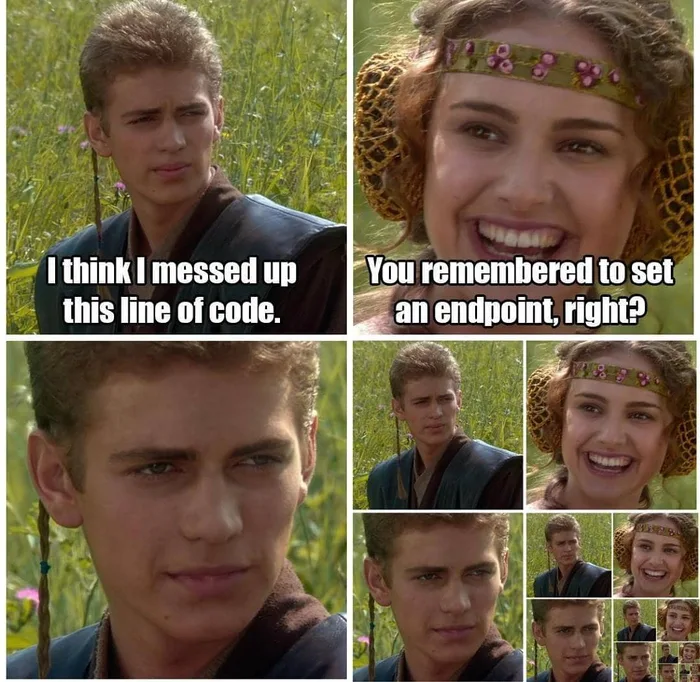 I think I messed up
this line of code.
You remembered to set
an endpoint, right?